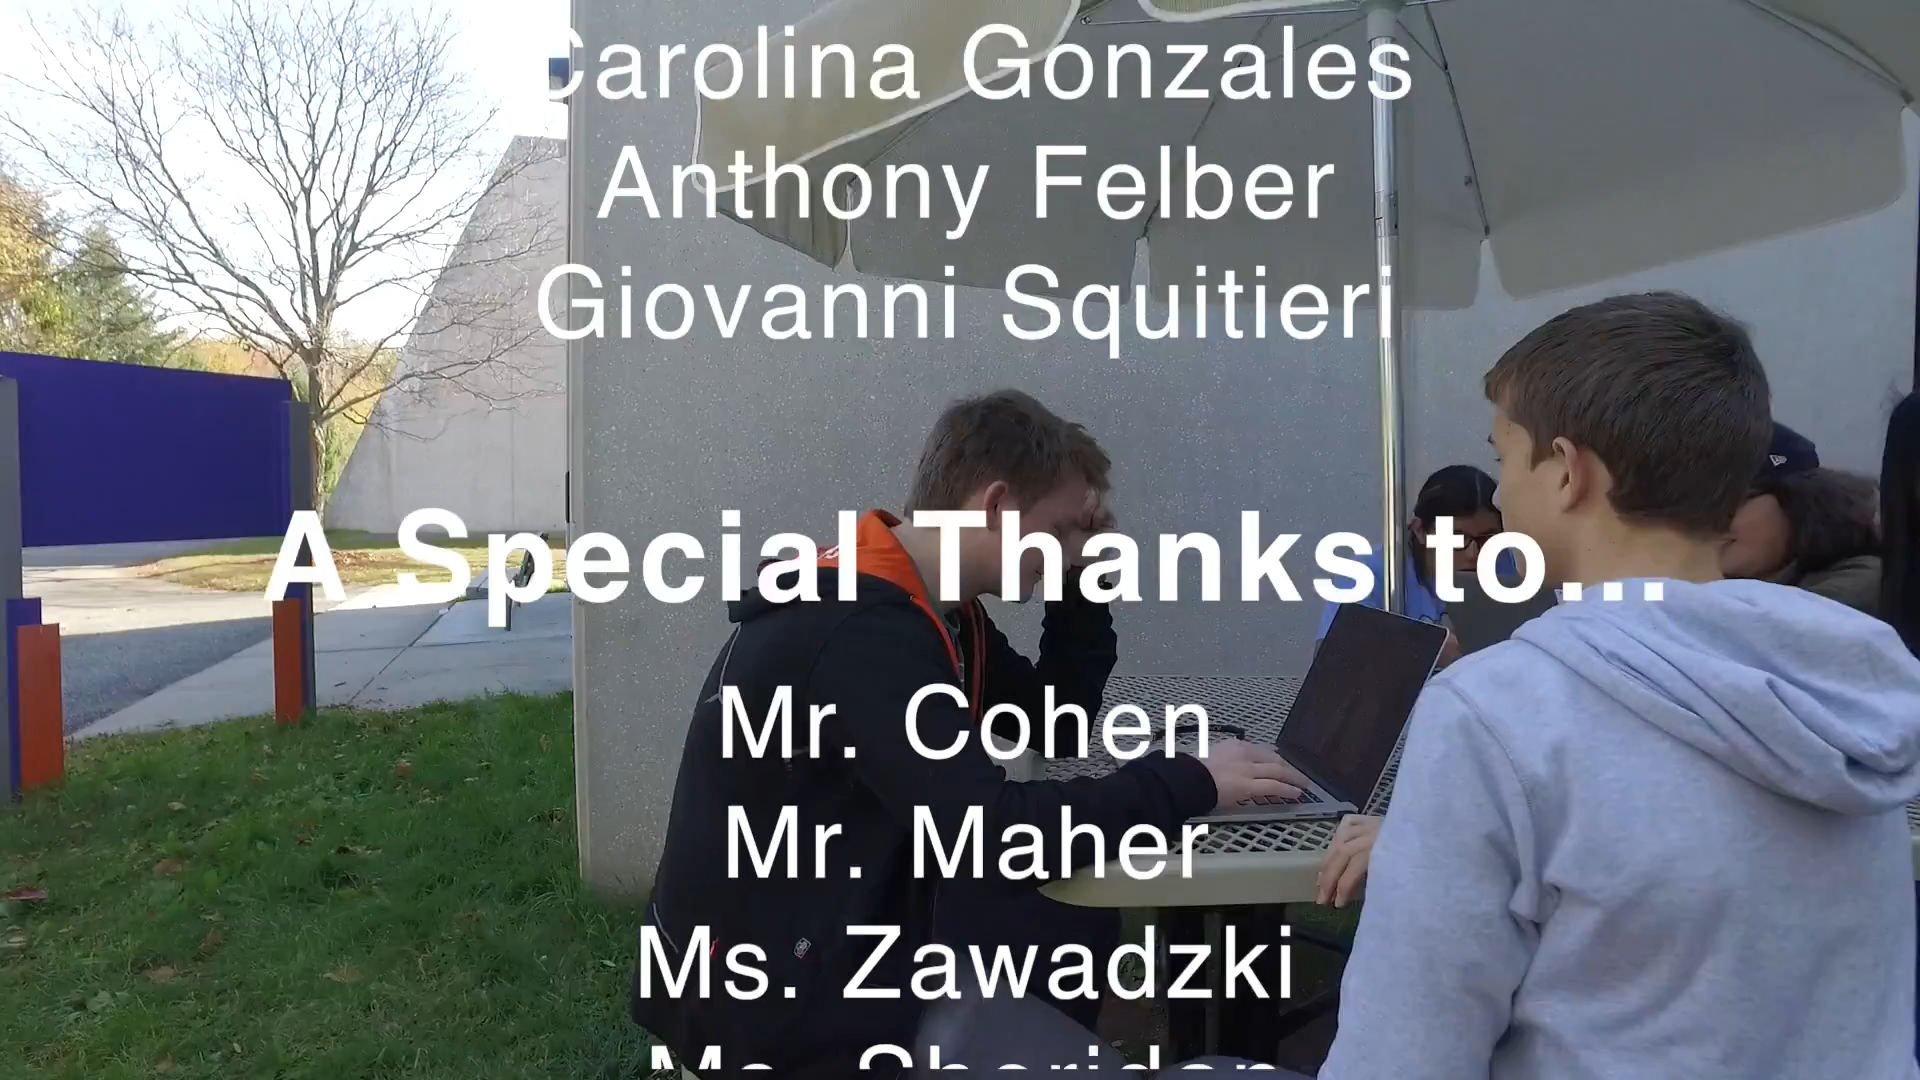 Carolina Gonzales
Anthony Felber
Giovanni Squitieri
A Special Thanks to...
Mr. Cohen
Mr. Maher
Ms. Zawadzki